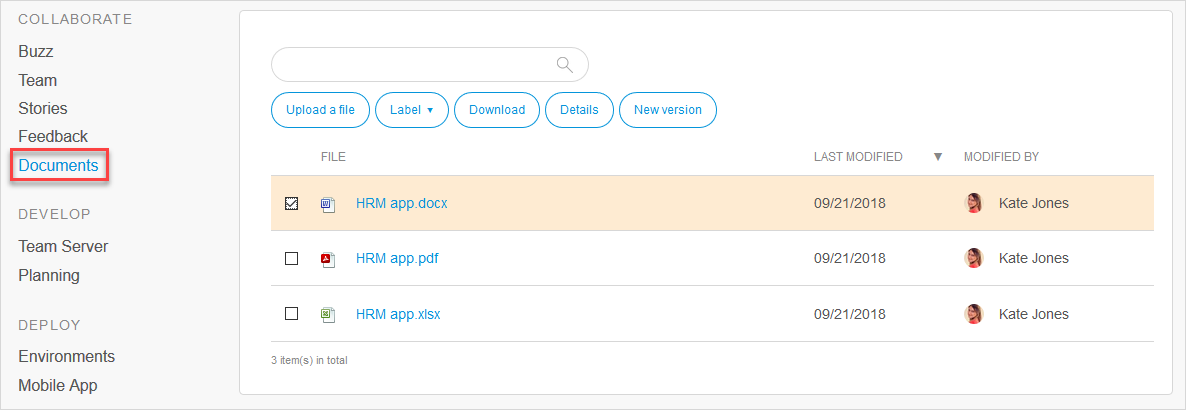 COLLABORATE
Buzz
Team
Stories
Feedback
Documents
DEVELOP
Team Server
Planning
DEPLOY
Environments
Mobile App
Upload a file Label Download Details New version
FILE LAST MODIFIED MODIFIED BY
HRM app.docx 09/21/2018 Kate Jones
HRM app.pdf 09/21/2018 Kate Jones
HRM app.xlsx 09/21/2018 Kate Jones
3 item(s) in total